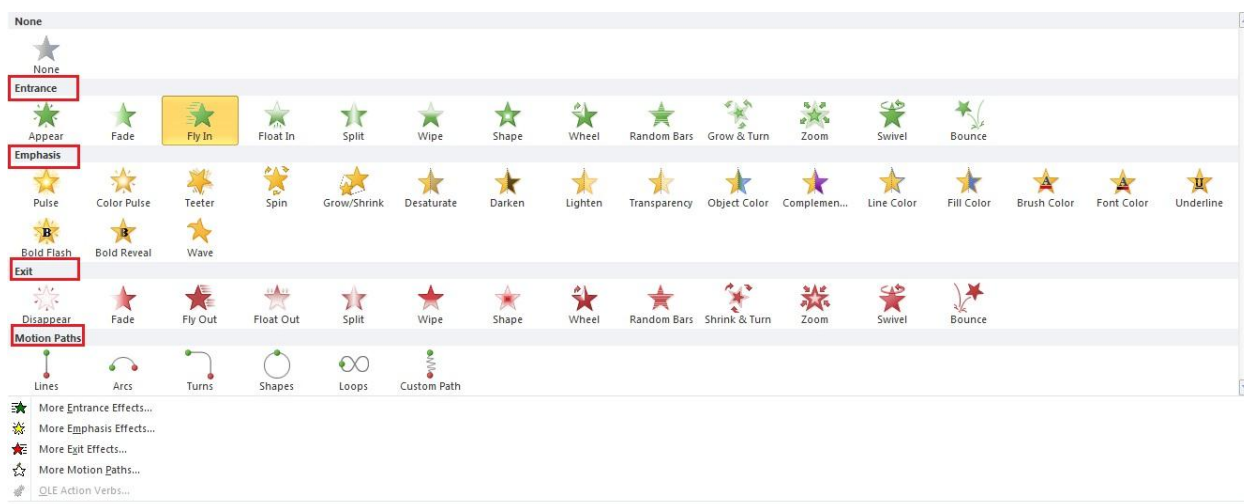 None
None
Entrance
Appear Fade Fly In Float In Split Wipe Shape Wheel Random Bars Grow & Turn Zoom Swivel Bounce
Emphasis
Pulse Color Pulse Teeter Spin Grow/Shrink Desaturate Darken Lighten Transparency Object Color Complemen... Line Color Fill Color Brush Color Font Color Underline
Bold Flash Bold Reveal Wave
Exit
Disappear Fade Fly Out Float Out Split Wipe Shape Wheel Random Bars Shrink & Turn Zoom Swivel Bounce
Motion Paths
Lines Arcs Turns Shapes Loops Custom Path
More Entrance Effects...
More Emphasis Effects...
More Exit Effects...
More Motion Paths...
OLE Action Verbs...